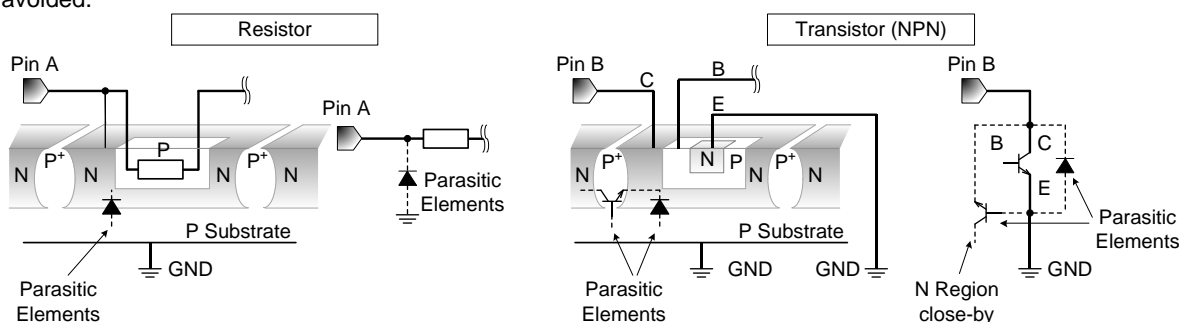 avoided.
Resistor
Transistor (NPN)
Pin A
Pin A
N
P+
N
P
N
P+
N
Parasitic
Elements
P Substrate
GND
Parasitic
Elements
Pin B
C
B
E
N
P+
N
N
P
N
P+
N
P Substrate
GND
GND
Parasitic
Elements
Pin B
B
C
E
Parasitic
Elements
GND
N Region
close-by